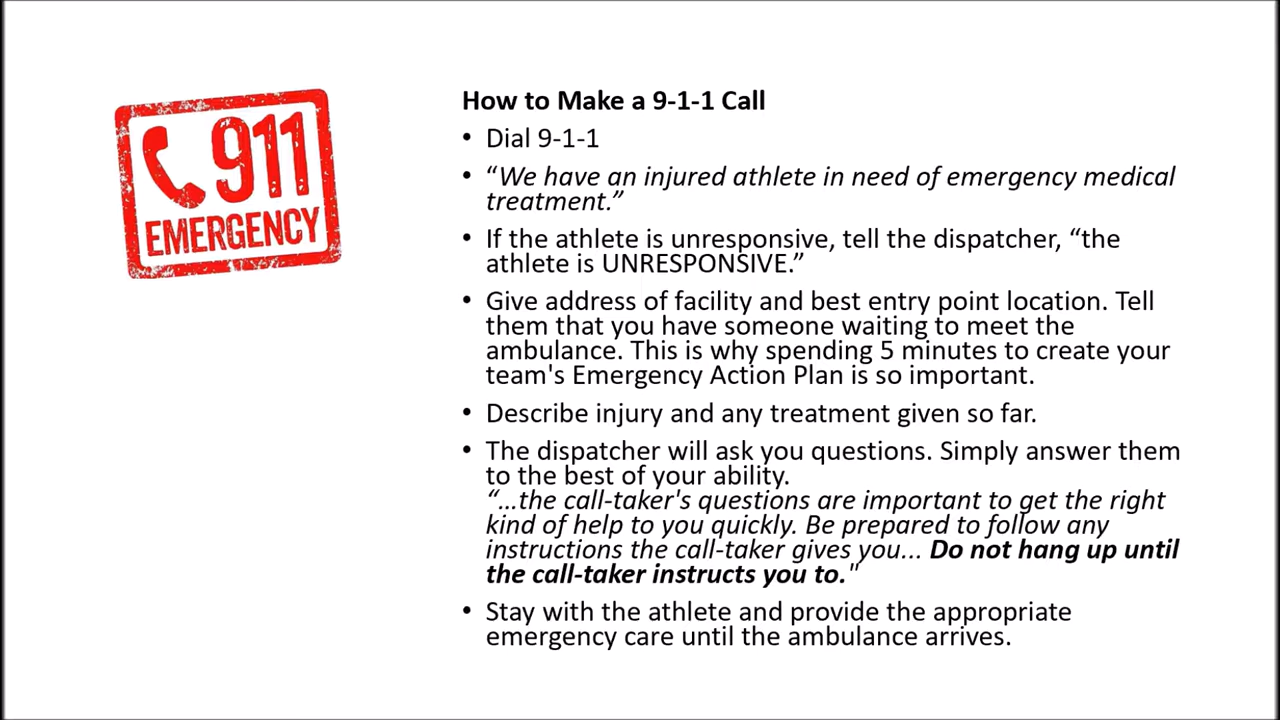 911
EMERGENCY
How to Make a 9-1-1 Call
• Dial 9-1-1
• “We have an injured athlete in need of emergency medical
treatment.”
• If the athlete is unresponsive, tell the dispatcher, “the
athlete is UNRESPONSIVE.”
• Give address of facility and best entry point location. Tell
them that you have someone waiting to meet the
ambulance. This is why spending 5 minutes to create your
team's Emergency Action Plan is so important.
• Describe injury and any treatment given so far.
• The dispatcher will ask you questions. Simply answer them
to the best of your ability.
“…the call-taker's questions are important to get the right
kind of help to you quickly. Be prepared to follow any
instructions the call-taker gives you... Do not hang up until
the call-taker instructs you to."
• Stay with the athlete and provide the appropriate
emergency care until the ambulance arrives.